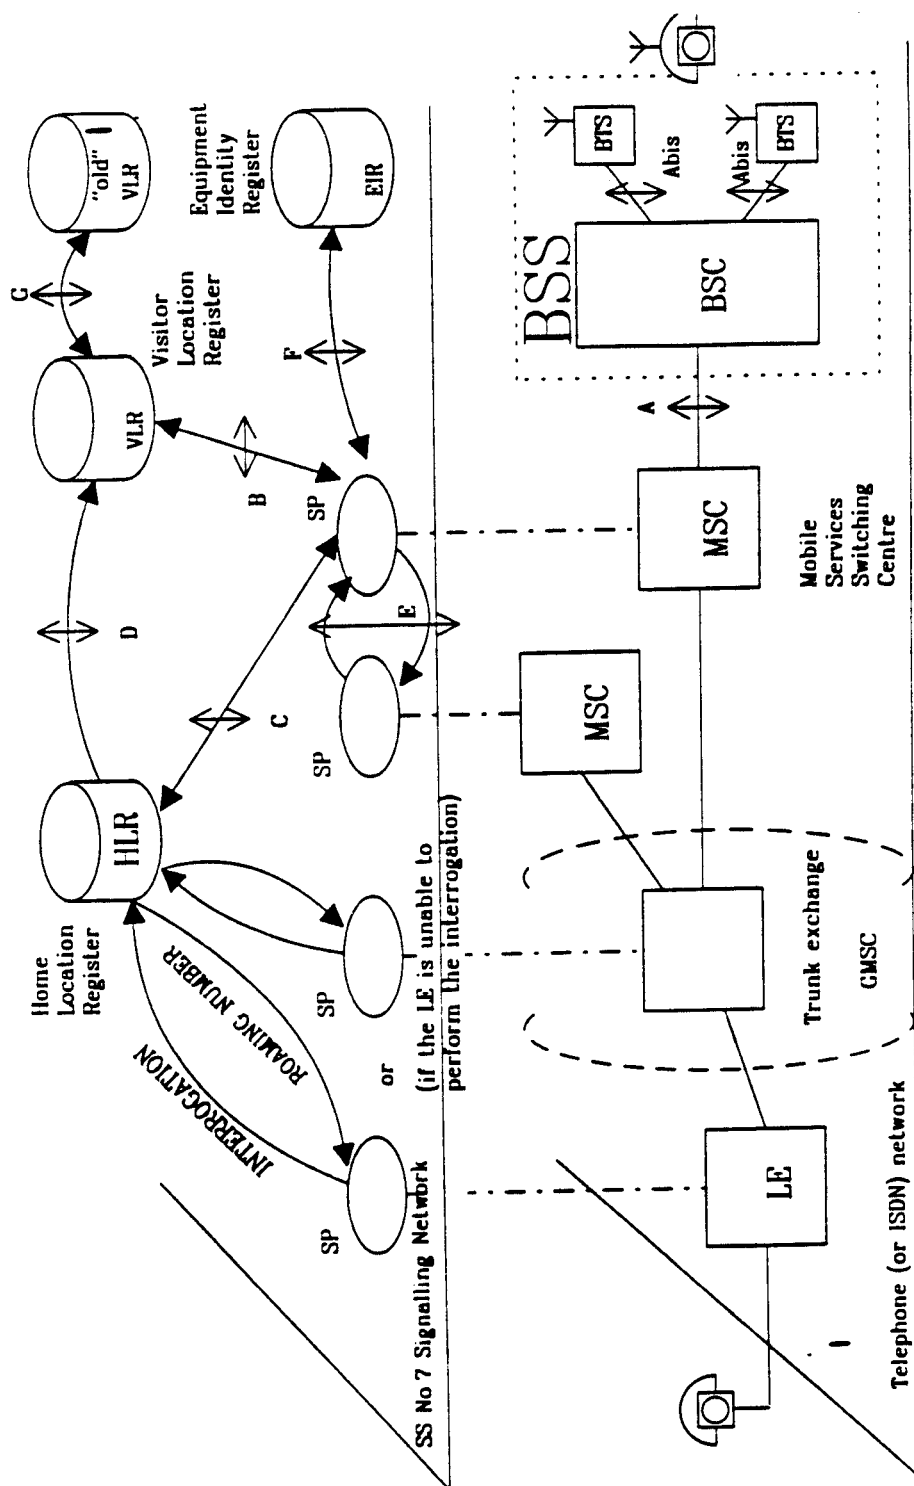 Home
Location
Register
HLR
D
VLR
Visitor
Location
Register
G
"old"
VLR
Equipment
Identity
Register
EIR
F
B
SP
C
E
SP
INTERROGATION
ROAMING NUMBER
SP
SP
or
(if the LE is unable to
perform the interrogation)
SS No 7 Signalling Network
BSS
BTS
Abis
BTS
Abis
BSC
A
MSC
Mobile
Services
Switching
Centre
MSC
Trunk exchange
GMSC
LE
Telephone (or ISDN) network